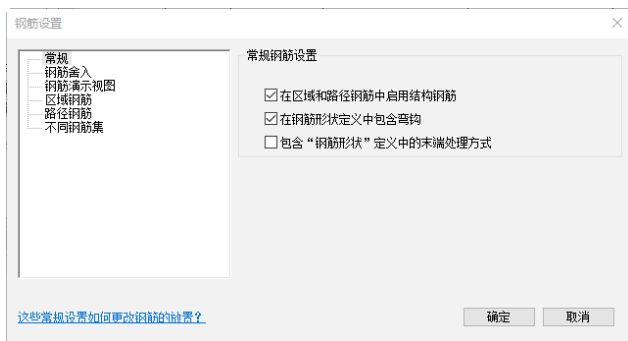 钢筋设置
常规
钢筋舍入
钢筋演示视图
区域钢筋
路径钢筋
不同钢筋集
常规钢筋设置
在区域和路径钢筋中启用结构钢筋
在钢筋形状定义中包含弯钩
包含“钢筋形状”定义中的末端处理方式
这些常规设置如何更改钢筋的放置?
确定
取消